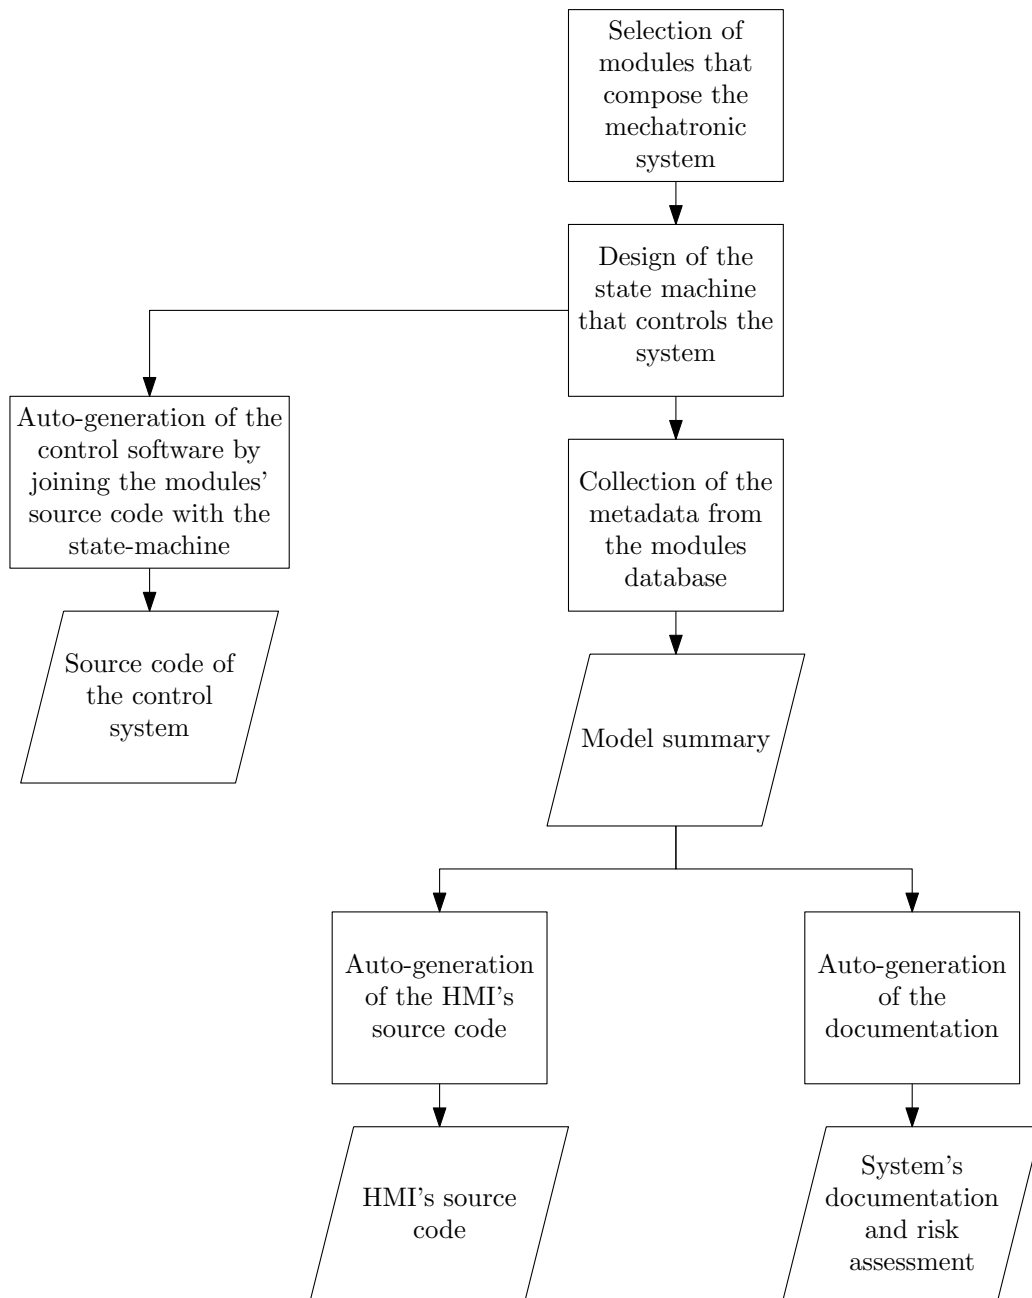 Selection of
modules that
compose the
mechatronic
system
Design of the
state machine
that controls the
system
Auto-generation of the
control software by
joining the modules'
source code with the
state-machine
Collection of the
metadata from
the modules
database
Source code of
the control
system
Model summary
Auto-generation
of the HMI's
source code
Auto-generation
of the
documentation
HMI's source
code
System's
documentation
and risk
assessment